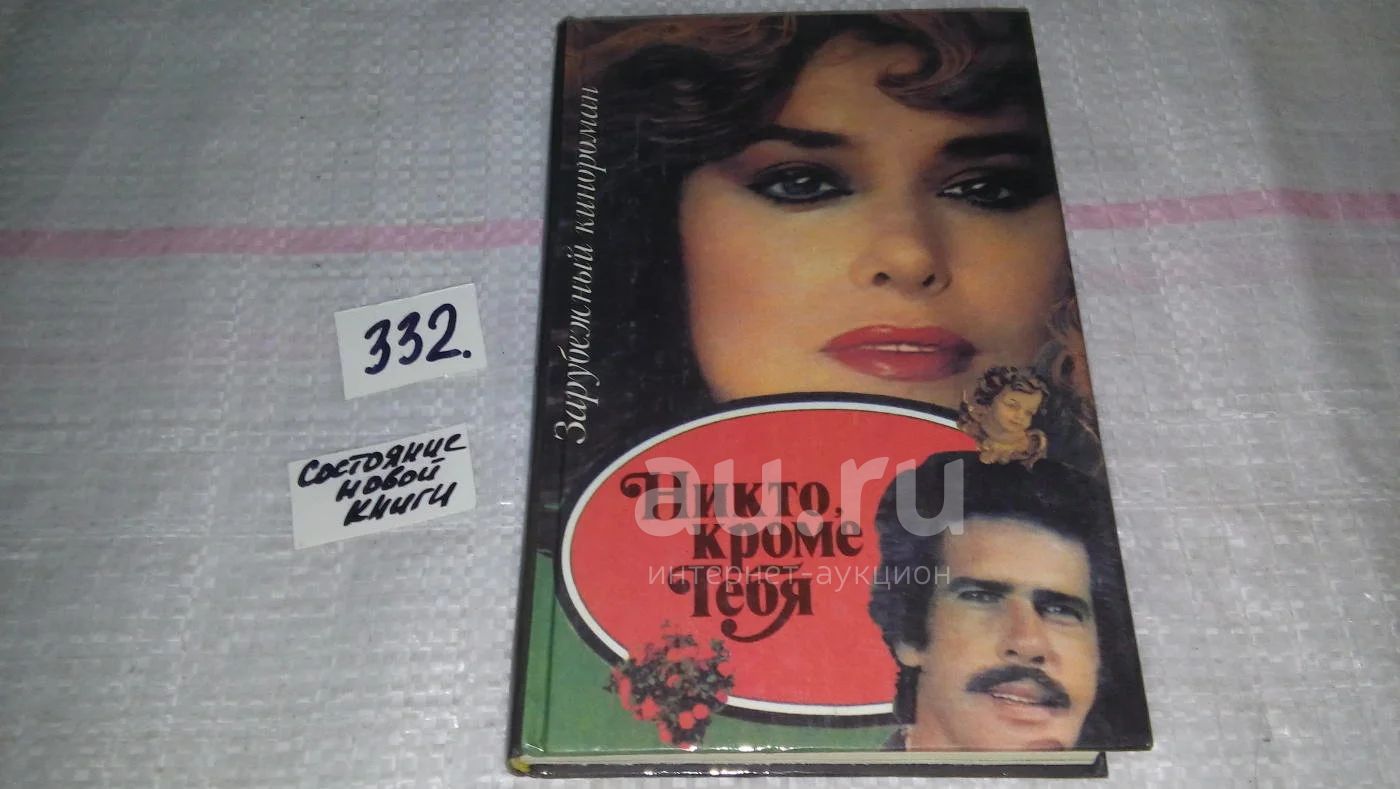 Зарубежный кинороман
332.
Состояние
новой
книги
Никто,
кроме
Тебя
au.ru
интернет-аукцион